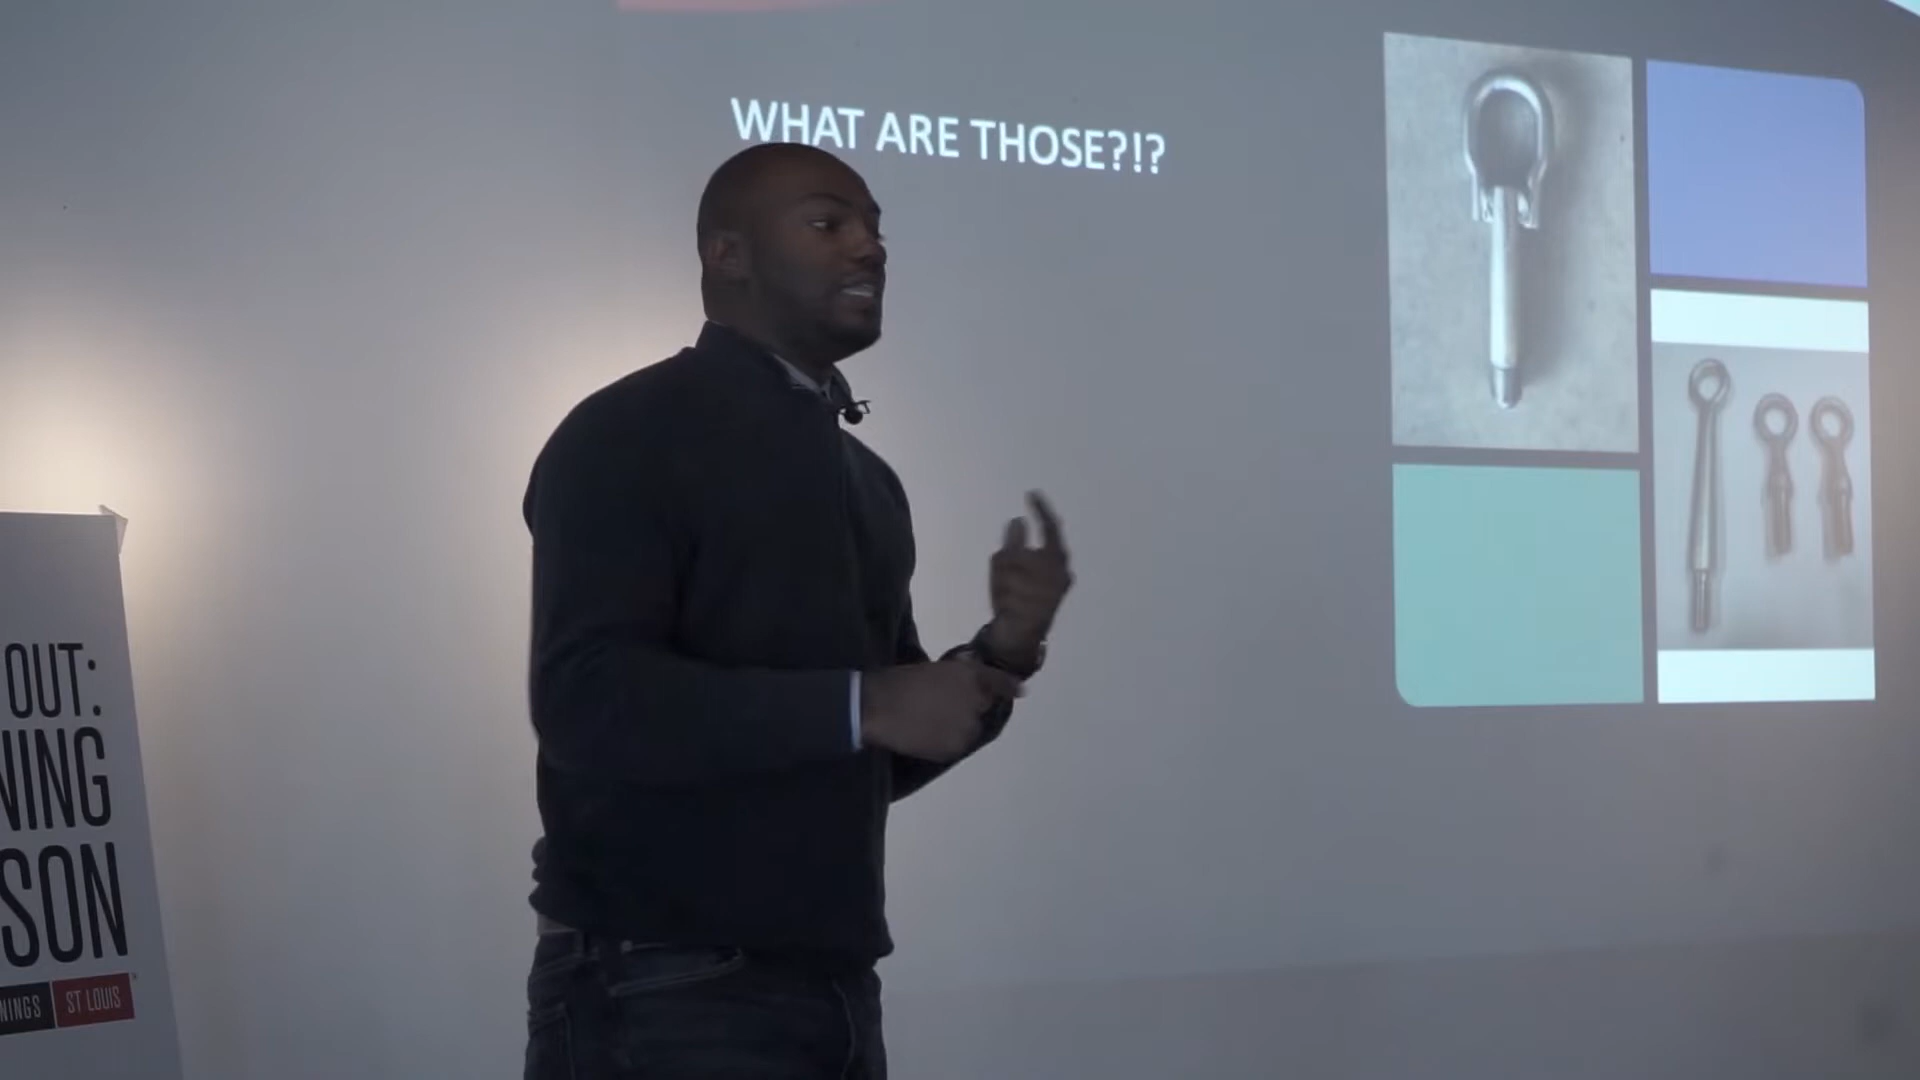 WHAT ARE THOSE?!?
OUT:
NING
SON
NINGS
ST LOUIS